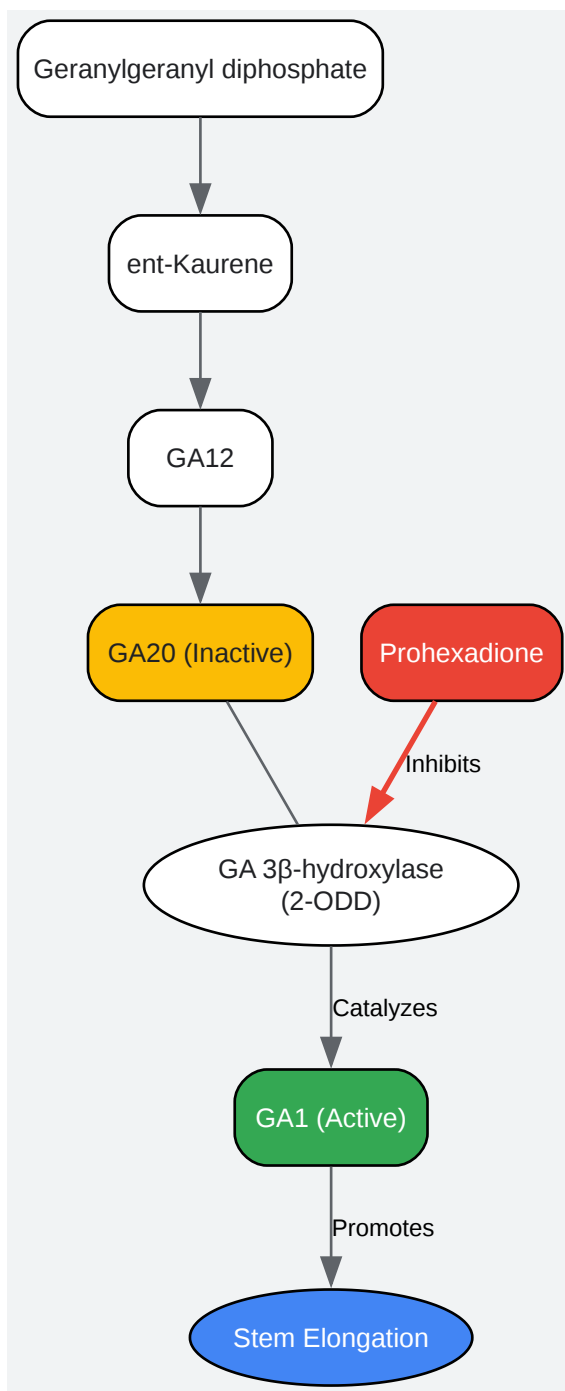 Geranylgeranyl diphosphate
ent-Kaurene
GA12
GA20 (Inactive)
Prohexadione
Inhibits
GA 3β-hydroxylase
(2-ODD)
Catalyzes
GA1 (Active)
Promotes
Stem Elongation